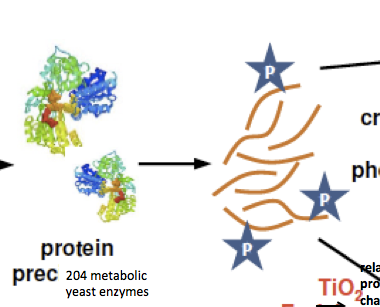 P
cr
pho
P
P
protein
prec
204 metabolic
yeast enzymes
rela
TiO2
pro
cha